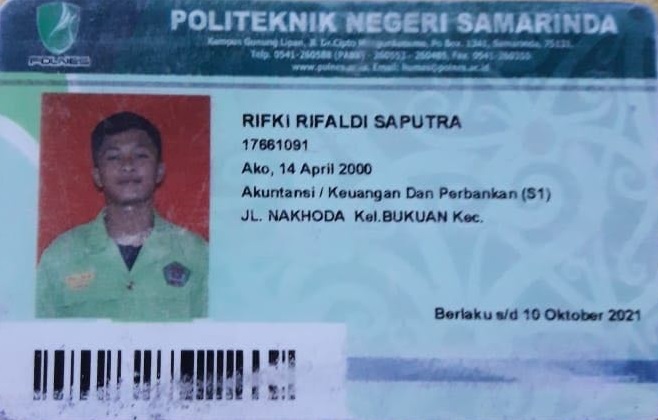 POLNES
POLITEKNIK NEGERI SAMARINDA
Kampus Gunung Lipan, Jl. Dr.Cipto Mangunkusumo, Po Box. 1341, Samarinda, 75131.
Telp. 0541-260588 (PABX) - 260553 - 260485, Fax. 0541-260355
www.polnes.ac.id, Email: humas@polnes.ac.id
RIFKI RIFALDI SAPUTRA
17661091
Ako, 14 April 2000
Akuntansi / Keuangan Dan Perbankan (S1)
JL. NAKHODA Kel.BUKUAN Kec.
Berlaku s/d 10 Oktober 2021